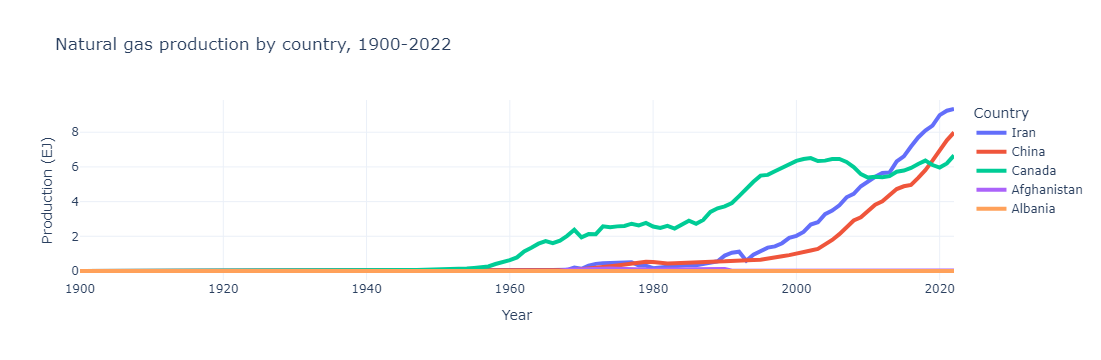 Natural gas production by country, 1900-2022
Production (EJ)
8
6
4
2
0
1900 1920 1940 1960 1980 2000 2020
Year
Country
Iran
China
Canada
Afghanistan
Albania